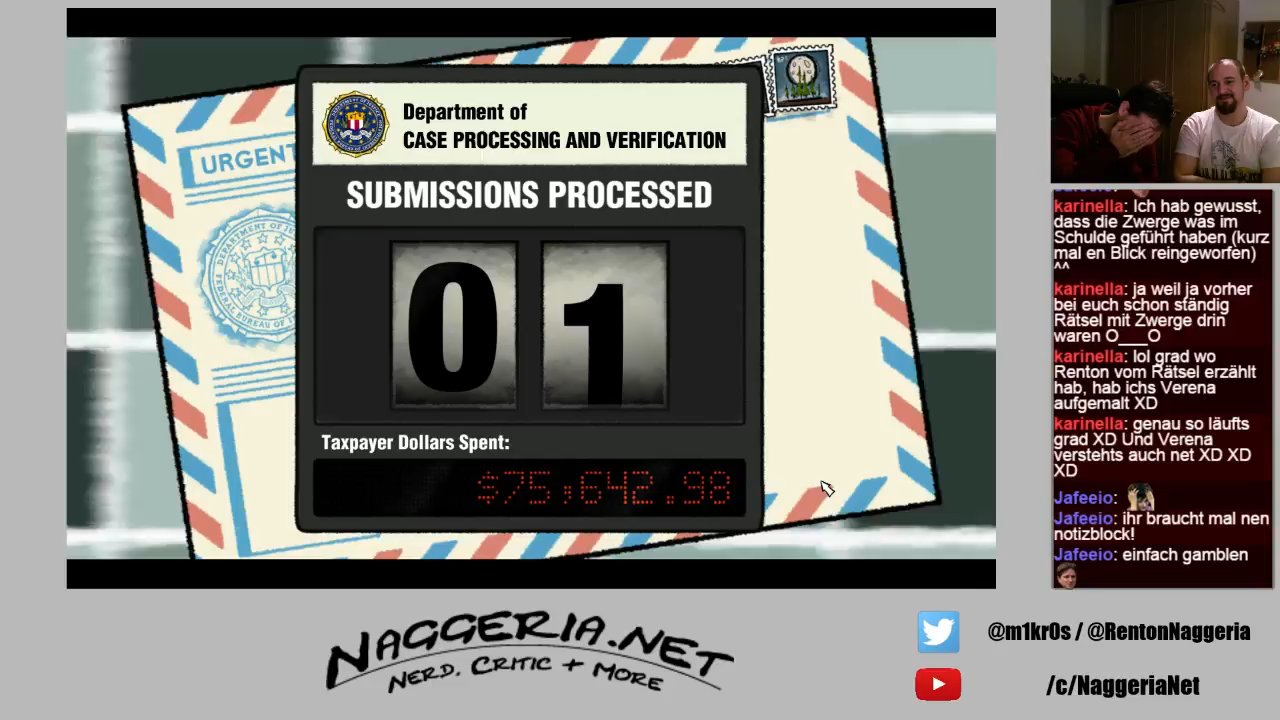 URGENT
Department of
CASE PROCESSING AND VERIFICATION
SUBMISSIONS PROCESSED
01
Taxpayer Dollars Spent:
$75,642.98
karinella: Ich hab gewusst,
dass die Zwerge was im
Schulde geführt haben (kurz
mal en Blick reingeworfen)
^^
karinella: ja weil ja vorher
bei euch schon ständig
Rätsel mit Zwerge drin
waren O___O
karinella: lol grad wo
Renton vom Rätsel erzählt
hab, hab ichs Verena
aufgemalt XD
karinella: genau so läufts
grad XD Und Verena
verstehts auch net XD XD
XD
Jafeeio:
Jafeeio: ihr braucht mal nen
notizblock!
Jafeeio: einfach gamblen
NAGGERIA.NET
NERD, CRITIC + MORE
@m1kr0s / @RentonNaggeria
/c/NaggeriaNet